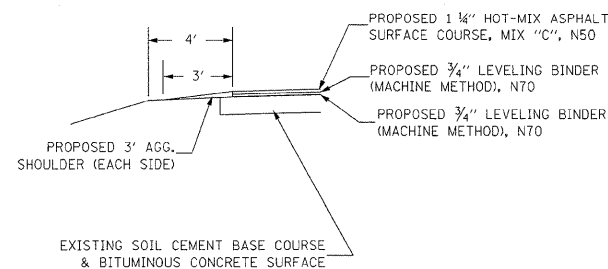 PROPOSED 1 ¼" HOT-MIX ASPHALT
SURFACE COURSE, MIX "C", N50
4'
3'
PROPOSED ¾" LEVELING BINDER
(MACHINE METHOD), N70
PROPOSED ¾" LEVELING BINDER
(MACHINE METHOD), N70
PROPOSED 3' AGG.
SHOULDER (EACH SIDE)
EXISTING SOIL CEMENT BASE COURSE
& BITUMINOUS CONCRETE SURFACE